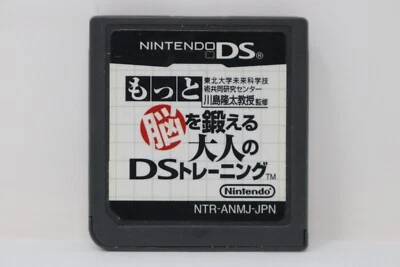 NINTENDO DS®
東北大学未来科学技
術共同研究センター
川島隆太教授 監修
もっと
脳を鍛える
大人の
DSトレーニング™
Nintendo®
NTR-ANMJ-JPN